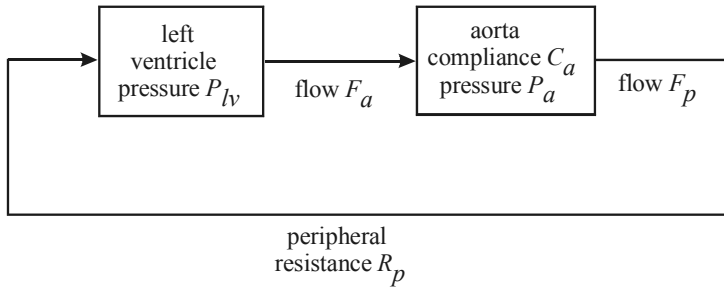 left
ventricle
pressure P_lv
flow F_a
aorta
compliance C_a
pressure P_a
flow F_p
peripheral
resistance R_p